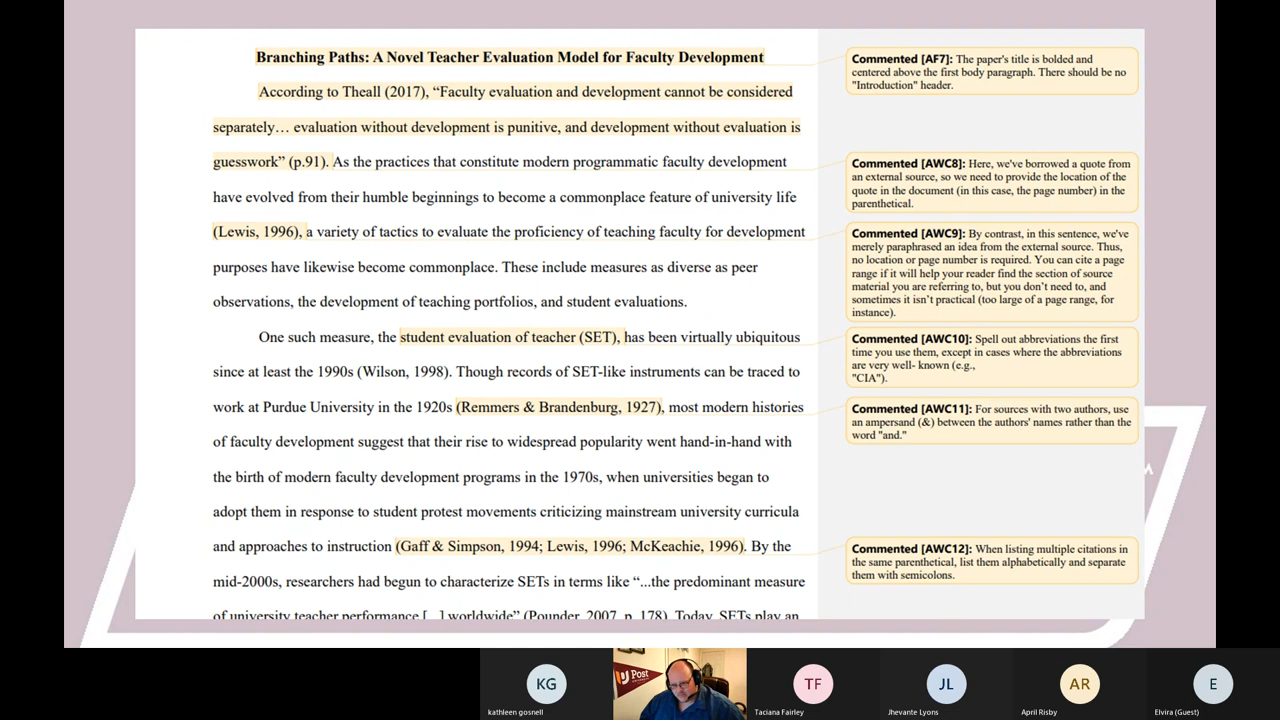 Branching Paths: A Novel Teacher Evaluation Model for Faculty Development
According to Theall (2017), “Faculty evaluation and development cannot be considered
separately… evaluation without development is punitive, and development without evaluation is
guesswork” (p.91). As the practices that constitute modern programmatic faculty development
have evolved from their humble beginnings to become a commonplace feature of university life
(Lewis, 1996), a variety of tactics to evaluate the proficiency of teaching faculty for development
purposes have likewise become commonplace. These include measures as diverse as peer
observations, the development of teaching portfolios, and student evaluations.
One such measure, the student evaluation of teacher (SET), has been virtually ubiquitous
since at least the 1990s (Wilson, 1998). Though records of SET-like instruments can be traced to
work at Purdue University in the 1920s (Remmers & Brandenburg, 1927), most modern histories
of faculty development suggest that their rise to widespread popularity went hand-in-hand with
the birth of modern faculty development programs in the 1970s, when universities began to
adopt them in response to student protest movements criticizing mainstream university curricula
and approaches to instruction (Gaff & Simpson, 1994; Lewis, 1996; McKeachie, 1996). By the
mid-2000s, researchers had begun to characterize SETs in terms like “...the predominant measure
of university teacher performance [...] worldwide” (Pounder, 2007, p. 178). Today, SETs play an
Commented [AF7]: The paper's title is bolded and
centered above the first body paragraph. There should be no
"Introduction" header.
Commented [AWC8]: Here, we've borrowed a quote from
an external source, so we need to provide the location of the
quote in the document (in this case, the page number) in the
parenthetical.
Commented [AWC9]: By contrast, in this sentence, we've
merely paraphrased an idea from the external source. Thus,
no location or page number is required. You can cite a page
range if it will help your reader find the section of source
material you are referring to, but you don’t need to, and
sometimes it isn’t practical (too large of a page range, for
instance).
Commented [AWC10]: Spell out abbreviations the first
time you use them, except in cases where the abbreviations
are very well- known (e.g.,
"CIA").
Commented [AWC11]: For sources with two authors, use
an ampersand (&) between the authors' names rather than the
word "and."
Commented [AWC12]: When listing multiple citations in
the same parenthetical, list them alphabetically and separate
them with semicolons.
M
KG
Post
TF
JL
AR
E
kathleen gosnell
Taciana Fairley
Jhevante Lyons
April Risby
Elvira (Guest)